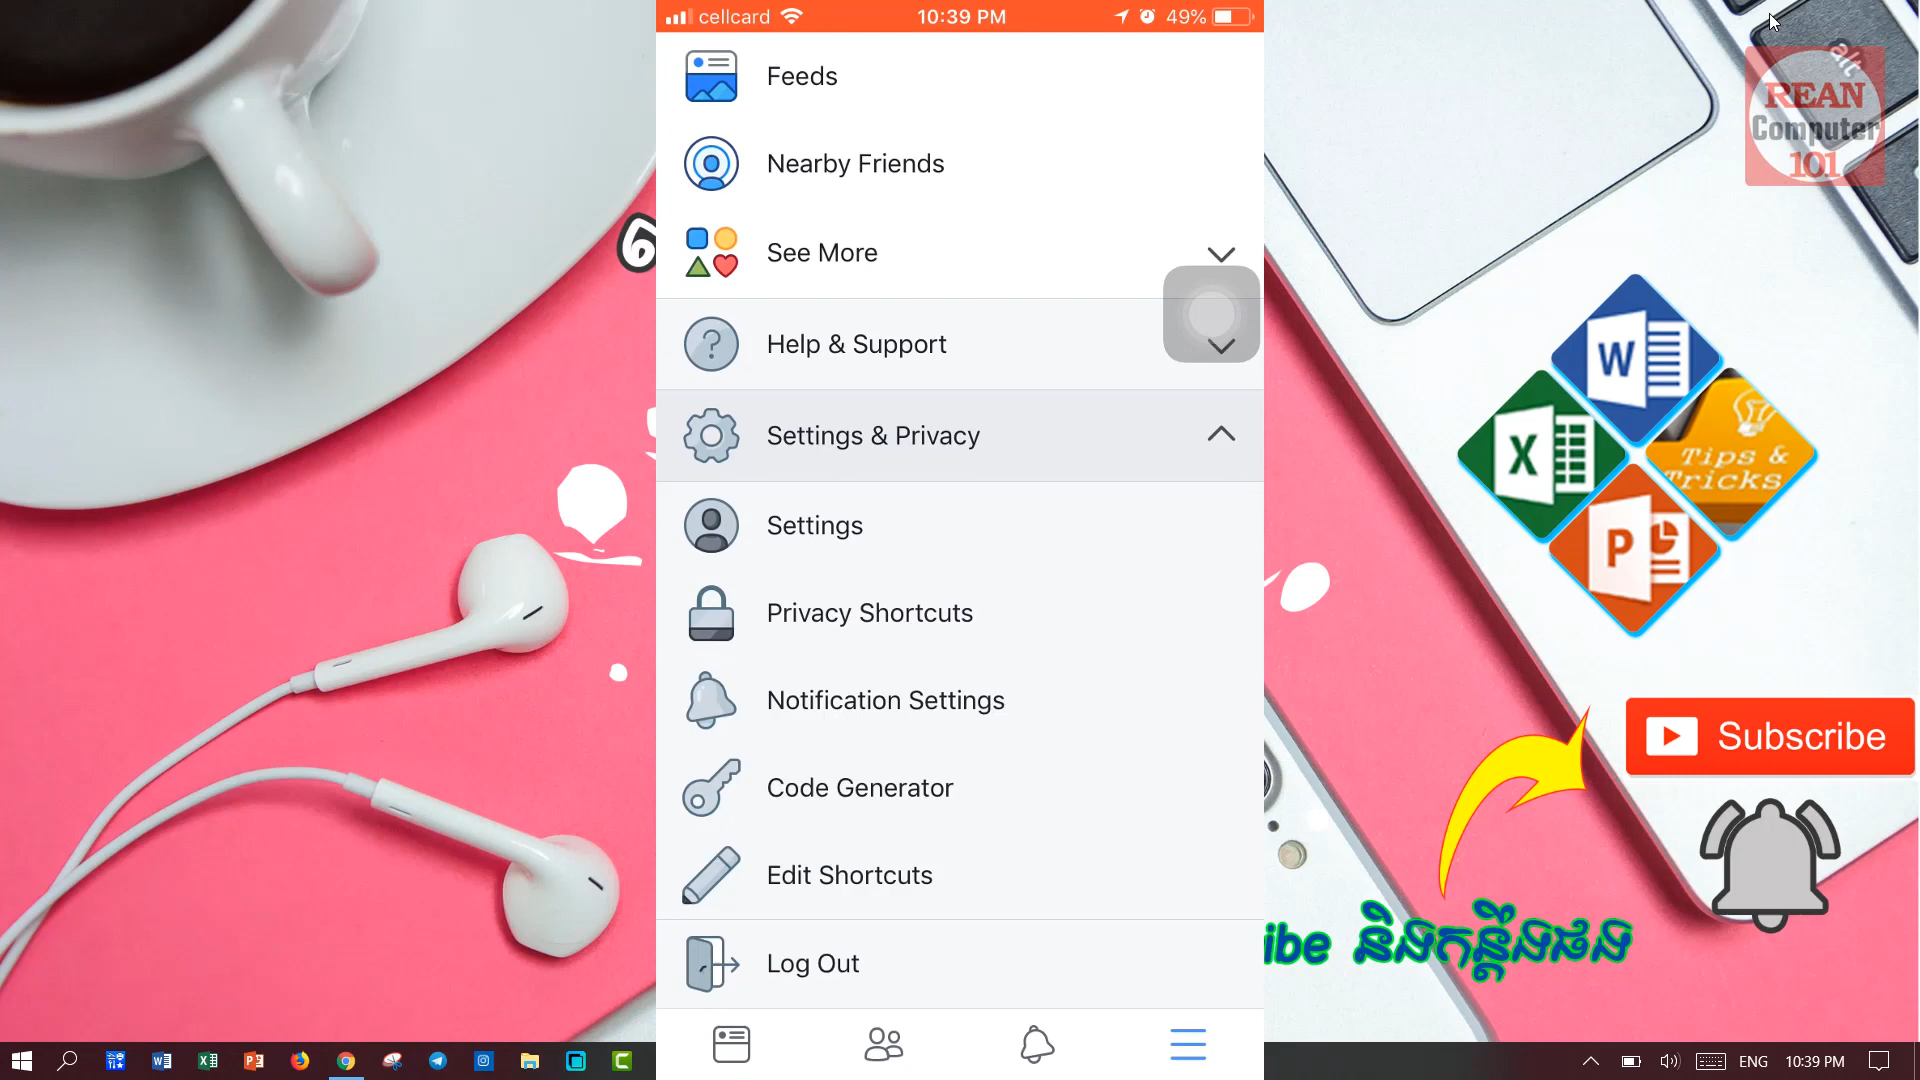 cellcard 10:39 PM 49%
Feeds
Nearby Friends
See More
Help & Support
Settings & Privacy
Settings
Privacy Shortcuts
Notification Settings
Code Generator
Edit Shortcuts
Log Out
6
alt
REAN
Computer
101
W
X
Tips &
Tricks
P
Subscribe
ibe និងកន្តឹងផង
ENG 10:39 PM